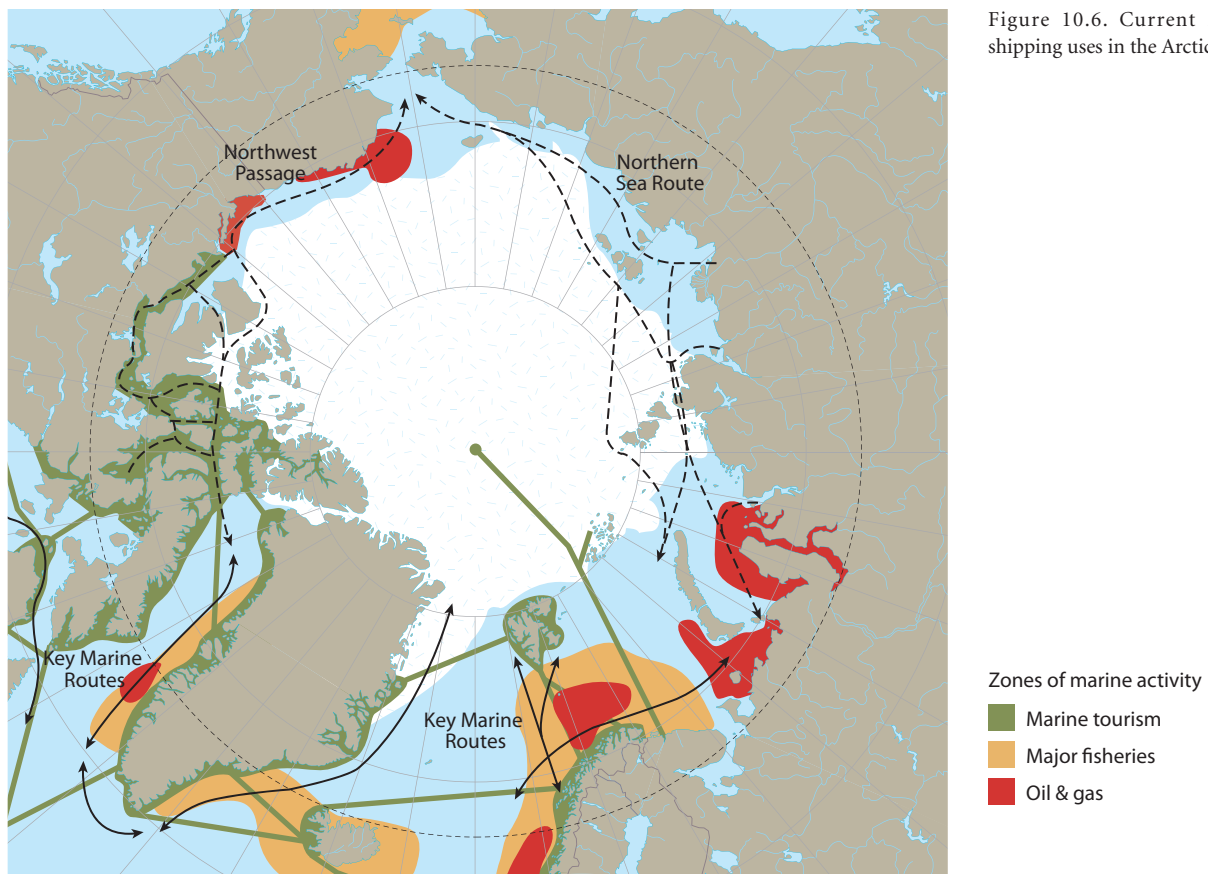 Figure 10.6. Current
shipping uses in the Arctic
Northwest
Passage
Northern
Sea Route
Key Marine
Routes
Key Marine
Routes
Zones of marine activity
Marine tourism
Major fisheries
Oil & gas